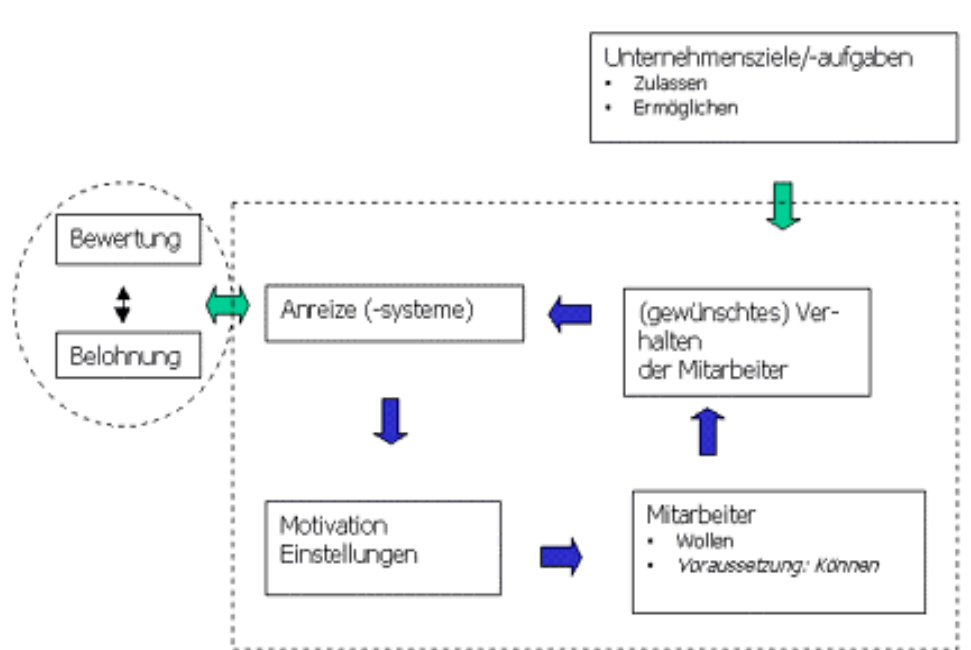 Unternehmensziele/-aufgaben
• Zulassen
• Ermöglichen
Bewertung
Belohnung
Anreize (-systeme)
(gewünschtes) Ver-
halten
der Mitarbeiter
Motivation
Einstellungen
Mitarbeiter
• Wollen
• Voraussetzung: Können